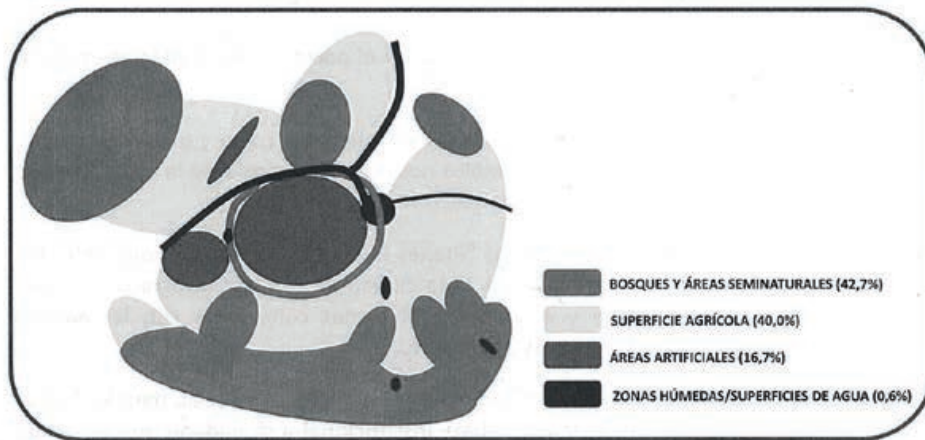 BOSQUES Y ÁREAS SEMINATURALES (42,7%)
SUPERFICIE AGRÍCOLA (40,0%)
ÁREAS ARTIFICIALES (16,7%)
ZONAS HÚMEDAS/SUPERFICIES DE AGUA (0,6%)